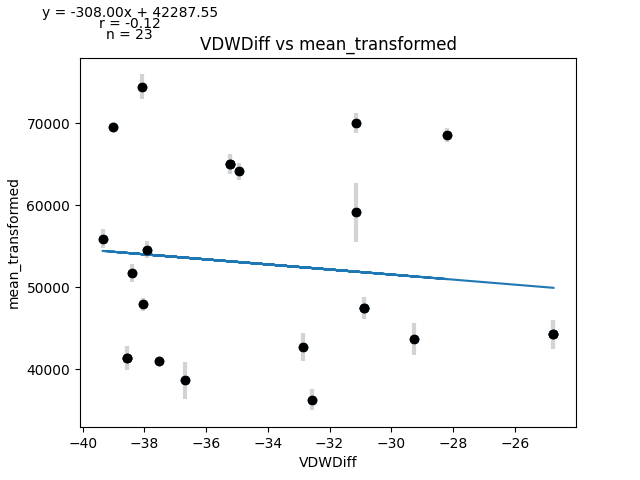 y = -308.00x + 42287.55
r = -0.12
n = 23
VDWDiff vs mean_transformed
mean_transformed
70000
60000
50000
40000
−40
−38
−36
−34
−32
−30
−28
−26
VDWDiff